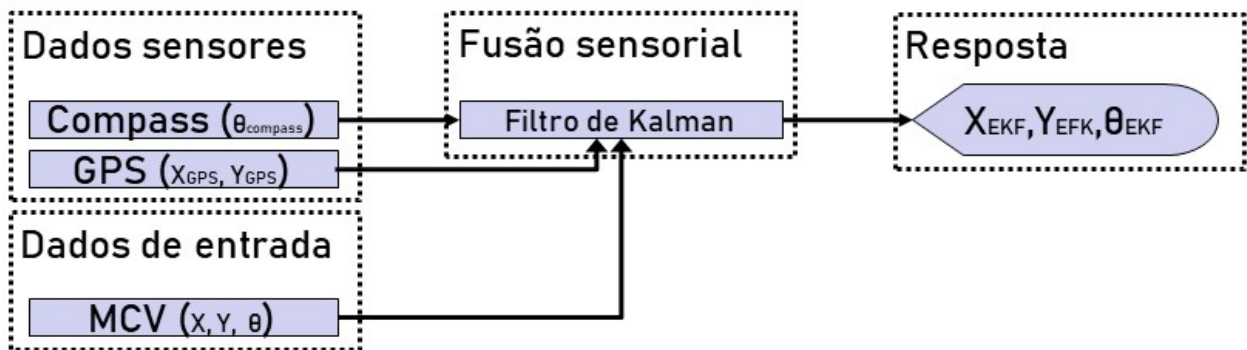 Dados sensores
Compass (θcompass)
GPS (XGPS, YGPS)
Dados de entrada
MCV (X, Y, θ)
Fusão sensorial
Filtro de Kalman
Resposta
XEKF,YEFK,θEKF